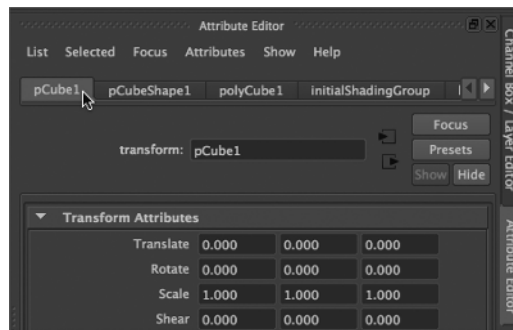 Attribute Editor
List Selected Focus Attributes Show Help
pCube1 pCubeShape1 polyCube1 initialShadingGroup
Focus
transform: pCube1 Presets
Show Hide
Transform Attributes
Translate 0.000 0.000 0.000
Rotate 0.000 0.000 0.000
Scale 1.000 1.000 1.000
Shear 0.000 0.000 0.000
Channel Box / Layer Editor
Attribute Editor